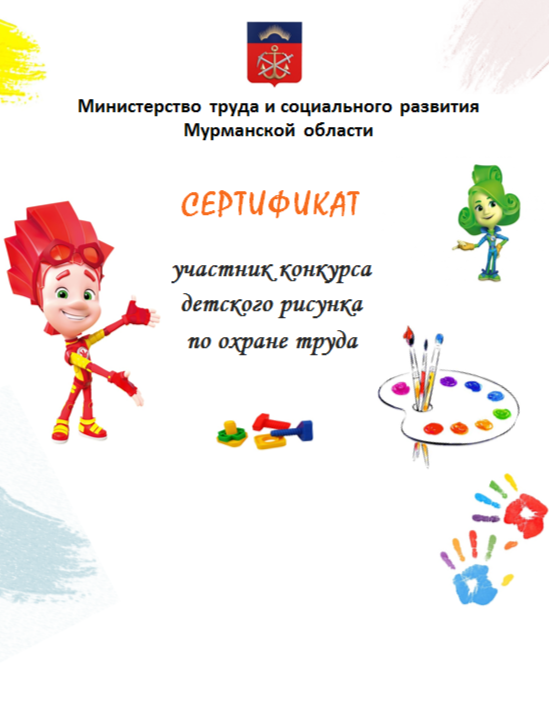 Министерство труда и социального развития
Мурманской области
СЕРТИФИКАТ
участник конкурса
детского рисунка
по охране труда